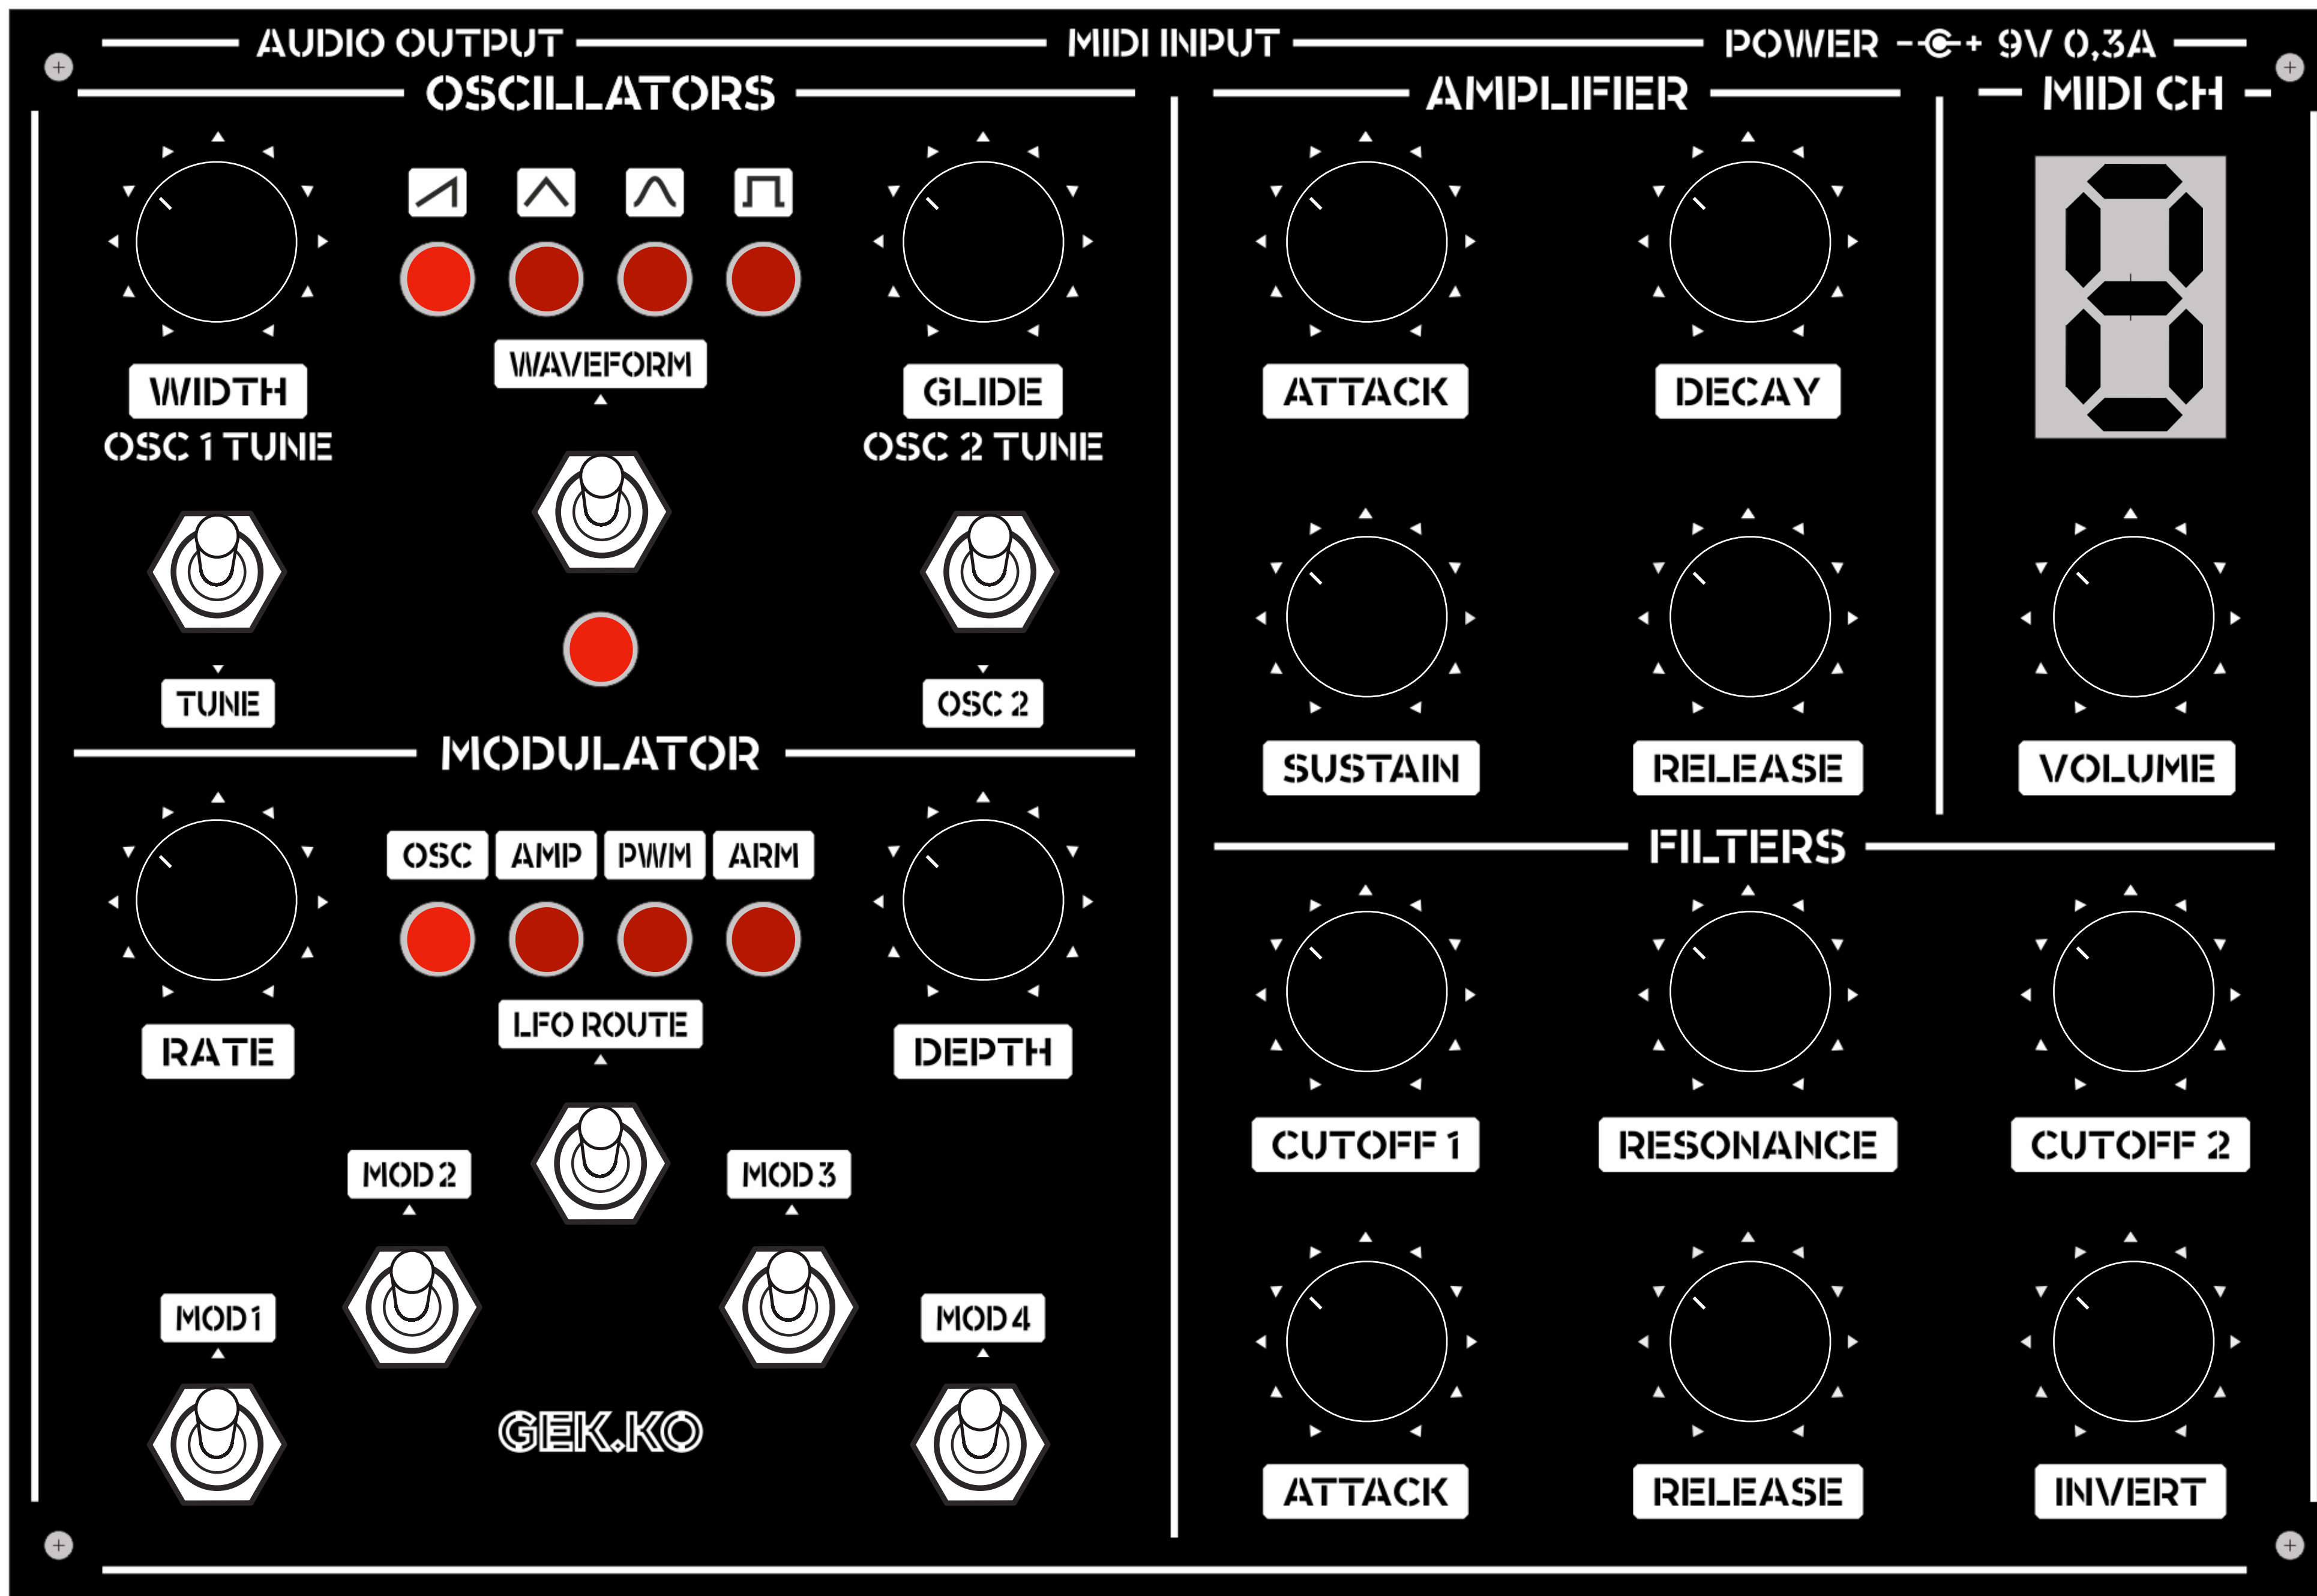 AUDIO OUTPUT
MIDI INPUT
POWER - + 9V 0,3A
OSCILLATORS
WIDTH
OSC 1 TUNE
WAVEFORM
GLIDE
OSC 2 TUNE
TUNE
OSC 2
MODULATOR
OSC AMP PWM ARM
RATE
LFO ROUTE
DEPTH
MOD 2
MOD 3
MOD 1
MOD 4
GEK.KO
AMPLIFIER
ATTACK
DECAY
SUSTAIN
RELEASE
MIDI CH
8
VOLUME
FILTERS
CUTOFF 1
RESONANCE
CUTOFF 2
ATTACK
RELEASE
INVERT